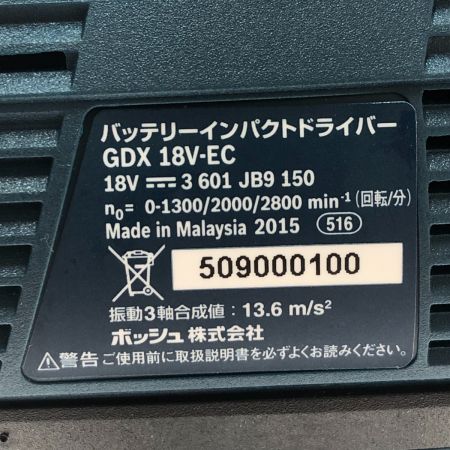 バッテリーインパクトドライバー
GDX 18V-EC
18V ⎓ 3 601 JB9 150
n₀= 0-1300/2000/2800 min⁻¹ (回転/分)
Made in Malaysia 2015 516
509000100
振動3軸合成値：13.6 m/s²
ボッシュ株式会社
⚠警告 ご使用前に取扱説明書を必ずよくお読みください。